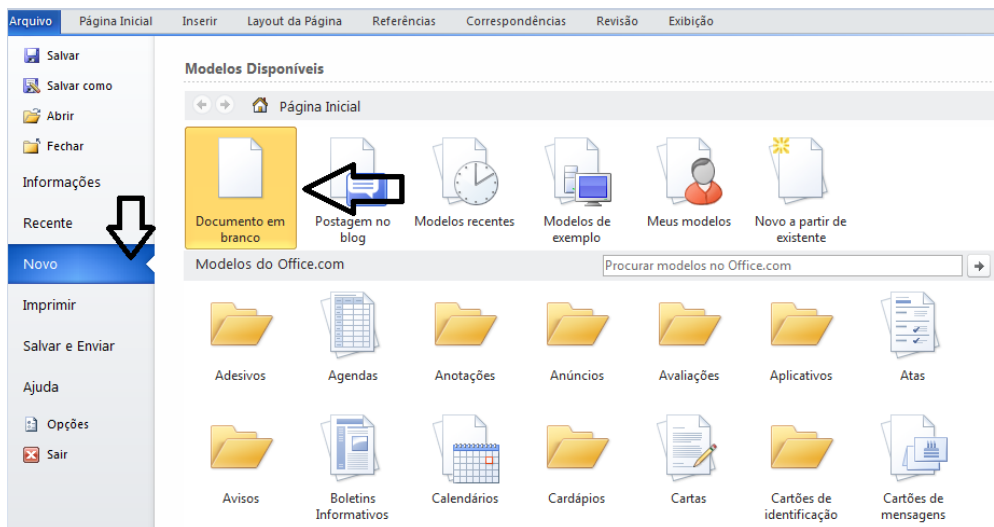 Arquivo Página Inicial Inserir Layout da Página Referências Correspondências Revisão Exibição
Salvar
Salvar como
Abrir
Fechar
Informações
Recente
Novo
Imprimir
Salvar e Enviar
Ajuda
Opções
Sair
Modelos Disponíveis
Página Inicial
Documento em
branco
Postagem no
blog
Modelos recentes
Modelos de
exemplo
Meus modelos
Novo a partir de
existente
Modelos do Office.com
Procurar modelos no Office.com
Adesivos
Agendas
Anotações
Anúncios
Avaliações
Aplicativos
Atas
Avisos
Boletins
Informativos
Calendários
Cardápios
Cartas
Cartões de
identificação
Cartões de
mensagens